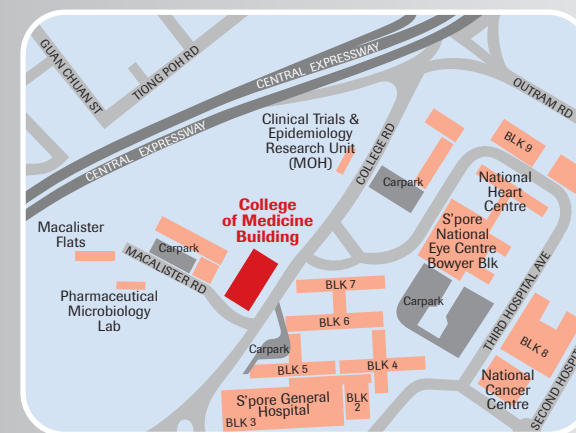 GUAN CHUAN ST
TIONG POH RD
CENTRAL EXPRESSWAY
CENTRAL EXPRESSWAY
OUTRAM RD
Clinical Trials &
Epidemiology
Research Unit
(MOH)
COLLEGE RD
BLK 9
Carpark
National
Heart
Centre
College
of Medicine
Building
S'pore
National
Eye Centre
Bowyer Blk
Macalister
Flats
Carpark
MACALISTER RD
THIRD HOSPITAL AVE
Pharmaceutical
Microbiology
Lab
BLK 7
Carpark
BLK 6
BLK 8
Carpark
BLK 5
BLK 4
National
Cancer
Centre
SECOND HOSP
S'pore General
Hospital
BLK 3
BLK
2